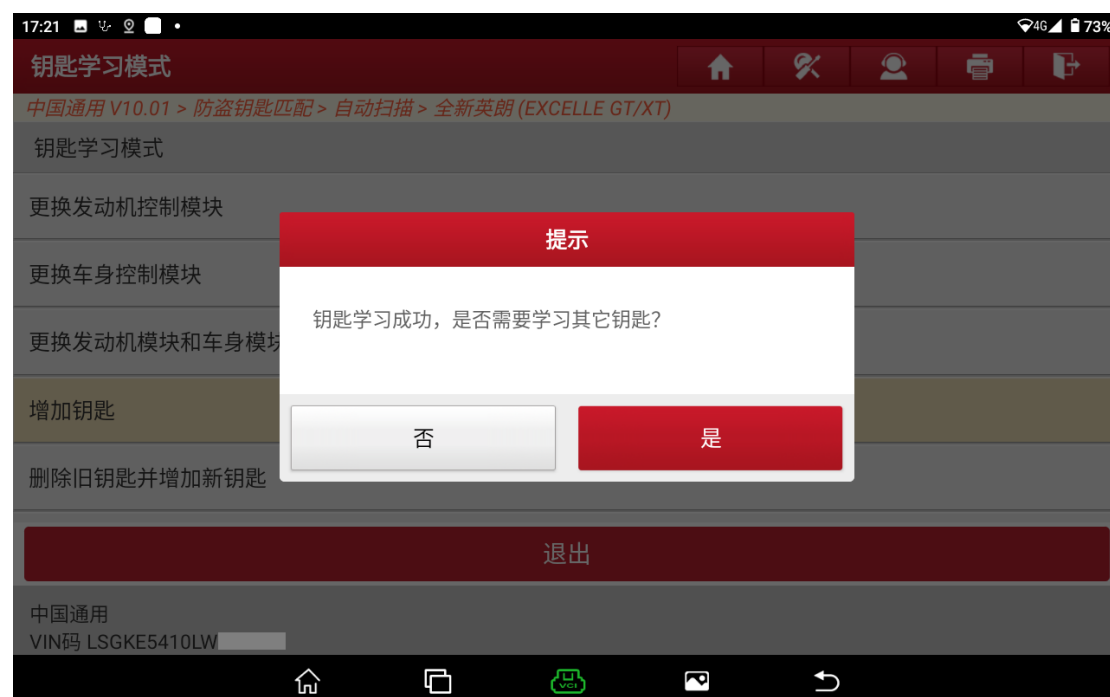 17:21
4G 73%
钥匙学习模式
中国通用 V10.01 > 防盗钥匙匹配 > 自动扫描 > 全新英朗 (EXCELLE GT/XT)
钥匙学习模式
更换发动机控制模块
更换车身控制模块
更换发动机模块和车身模块
增加钥匙
删除旧钥匙并增加新钥匙
提示
钥匙学习成功，是否需要学习其它钥匙？
否
是
退出
中国通用
VIN码 LSGKE5410LW
VCI